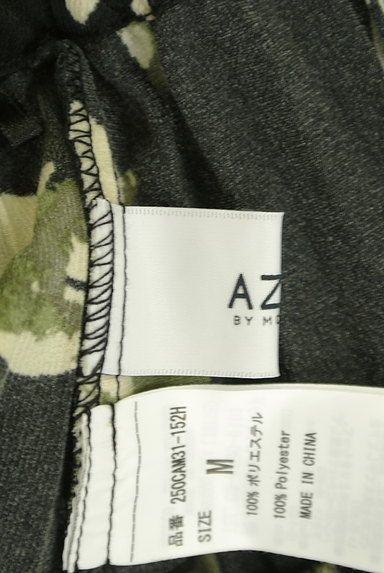 AZ
BY MO
品番 250CAM31-152H
SIZE M
100% ポリエステル
100% Polyester
MADE IN CHINA